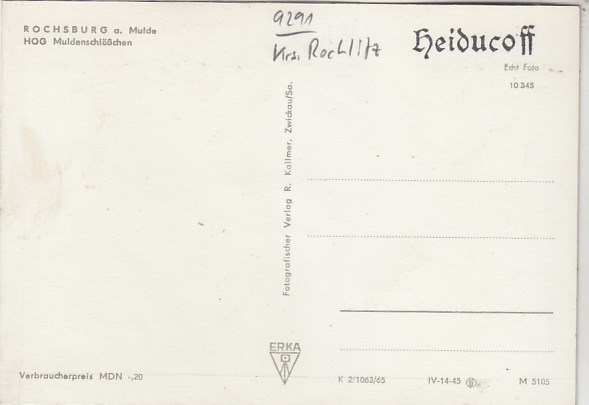 ROCHSBURG a. Mulde
HOG Muldenschlößchen
9291
Krs. Rochlitz
Heiducoff
Echt Foto
10 345
Fotografischer Verlag R. Kallmer, Zwickau/Sa.
ERKA
Verbraucherpreis MDN -,20
K 2/1063/65
IV-14-45
M 5105